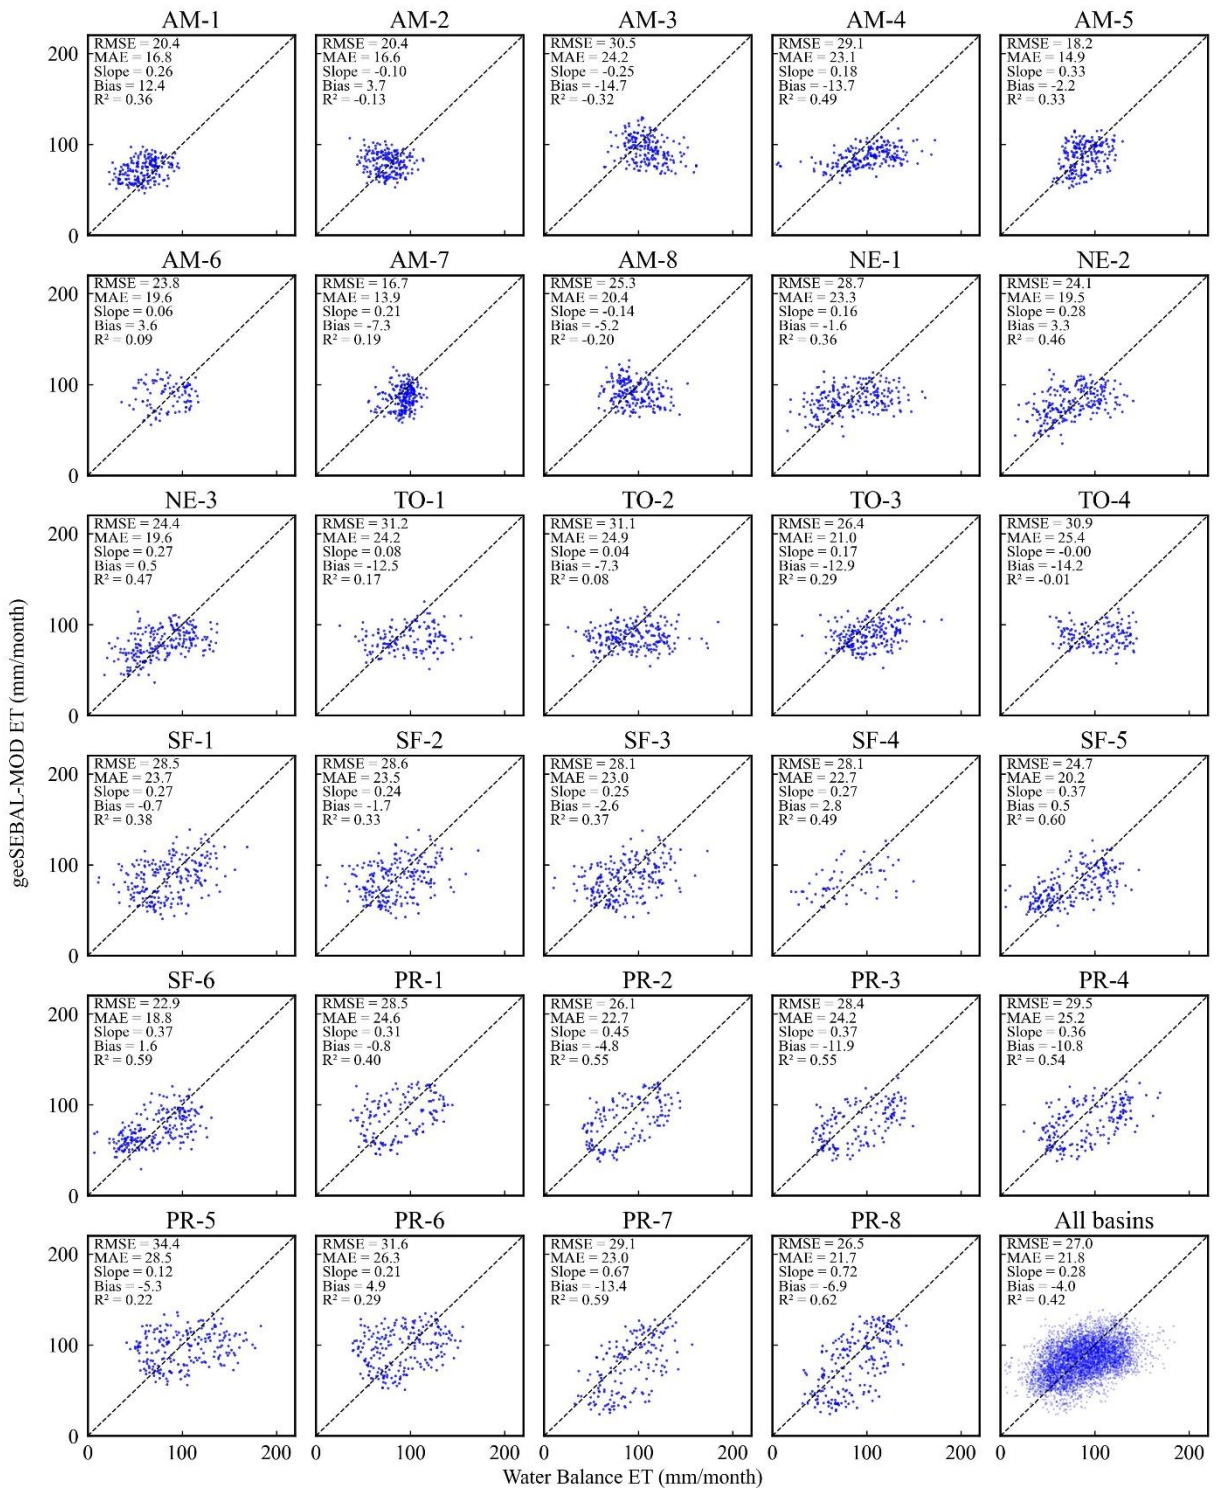 AM-1
RMSE = 20.4
MAE = 16.8
Slope = 0.26
Bias = 12.4
R² = 0.36
200
100
0
AM-2
RMSE = 20.4
MAE = 16.6
Slope = -0.10
Bias = 3.7
R² = -0.13
AM-3
RMSE = 30.5
MAE = 24.2
Slope = -0.25
Bias = -14.7
R² = -0.32
AM-4
RMSE = 29.1
MAE = 23.1
Slope = 0.18
Bias = -13.7
R² = 0.49
AM-5
RMSE = 18.2
MAE = 14.9
Slope = 0.33
Bias = -2.2
R² = 0.33
AM-6
RMSE = 23.8
MAE = 19.6
Slope = 0.06
Bias = 3.6
R² = 0.09
200
100
0
AM-7
RMSE = 16.7
MAE = 13.9
Slope = 0.21
Bias = -7.3
R² = 0.19
AM-8
RMSE = 25.3
MAE = 20.4
Slope = -0.14
Bias = -5.2
R² = -0.20
NE-1
RMSE = 28.7
MAE = 23.3
Slope = 0.16
Bias = -1.6
R² = 0.36
NE-2
RMSE = 24.1
MAE = 19.5
Slope = 0.28
Bias = 3.3
R² = 0.46
NE-3
RMSE = 24.4
MAE = 19.6
Slope = 0.27
Bias = 0.5
R² = 0.47
200
100
0
TO-1
RMSE = 31.2
MAE = 24.2
Slope = 0.08
Bias = -12.5
R² = 0.17
TO-2
RMSE = 31.1
MAE = 24.9
Slope = 0.04
Bias = -7.3
R² = 0.08
TO-3
RMSE = 26.4
MAE = 21.0
Slope = 0.17
Bias = -12.9
R² = 0.29
TO-4
RMSE = 30.9
MAE = 25.4
Slope = -0.00
Bias = -14.2
R² = -0.01
geeSEBAL-MOD ET (mm/month)
SF-1
RMSE = 28.5
MAE = 23.7
Slope = 0.27
Bias = -0.7
R² = 0.38
200
100
0
SF-2
RMSE = 28.6
MAE = 23.5
Slope = 0.24
Bias = -1.7
R² = 0.33
SF-3
RMSE = 28.1
MAE = 23.0
Slope = 0.25
Bias = -2.6
R² = 0.37
SF-4
RMSE = 28.1
MAE = 22.7
Slope = 0.27
Bias = 2.8
R² = 0.49
SF-5
RMSE = 24.7
MAE = 20.2
Slope = 0.37
Bias = 0.5
R² = 0.60
SF-6
RMSE = 22.9
MAE = 18.8
Slope = 0.37
Bias = 1.6
R² = 0.59
200
100
0
PR-1
RMSE = 28.5
MAE = 24.6
Slope = 0.31
Bias = -0.8
R² = 0.40
PR-2
RMSE = 26.1
MAE = 22.7
Slope = 0.45
Bias = -4.8
R² = 0.55
PR-3
RMSE = 28.4
MAE = 24.2
Slope = 0.37
Bias = -11.9
R² = 0.55
PR-4
RMSE = 29.5
MAE = 25.2
Slope = 0.36
Bias = -10.8
R² = 0.54
PR-5
RMSE = 34.4
MAE = 28.5
Slope = 0.12
Bias = -5.3
R² = 0.22
200
100
0
0 100 200
PR-6
RMSE = 31.6
MAE = 26.3
Slope = 0.21
Bias = 4.9
R² = 0.29
0 100 200
PR-7
RMSE = 29.1
MAE = 23.0
Slope = 0.67
Bias = -13.4
R² = 0.59
0 100 200
PR-8
RMSE = 26.5
MAE = 21.7
Slope = 0.72
Bias = -6.9
R² = 0.62
0 100 200
All basins
RMSE = 27.0
MAE = 21.8
Slope = 0.28
Bias = -4.0
R² = 0.42
0 100 200
Water Balance ET (mm/month)